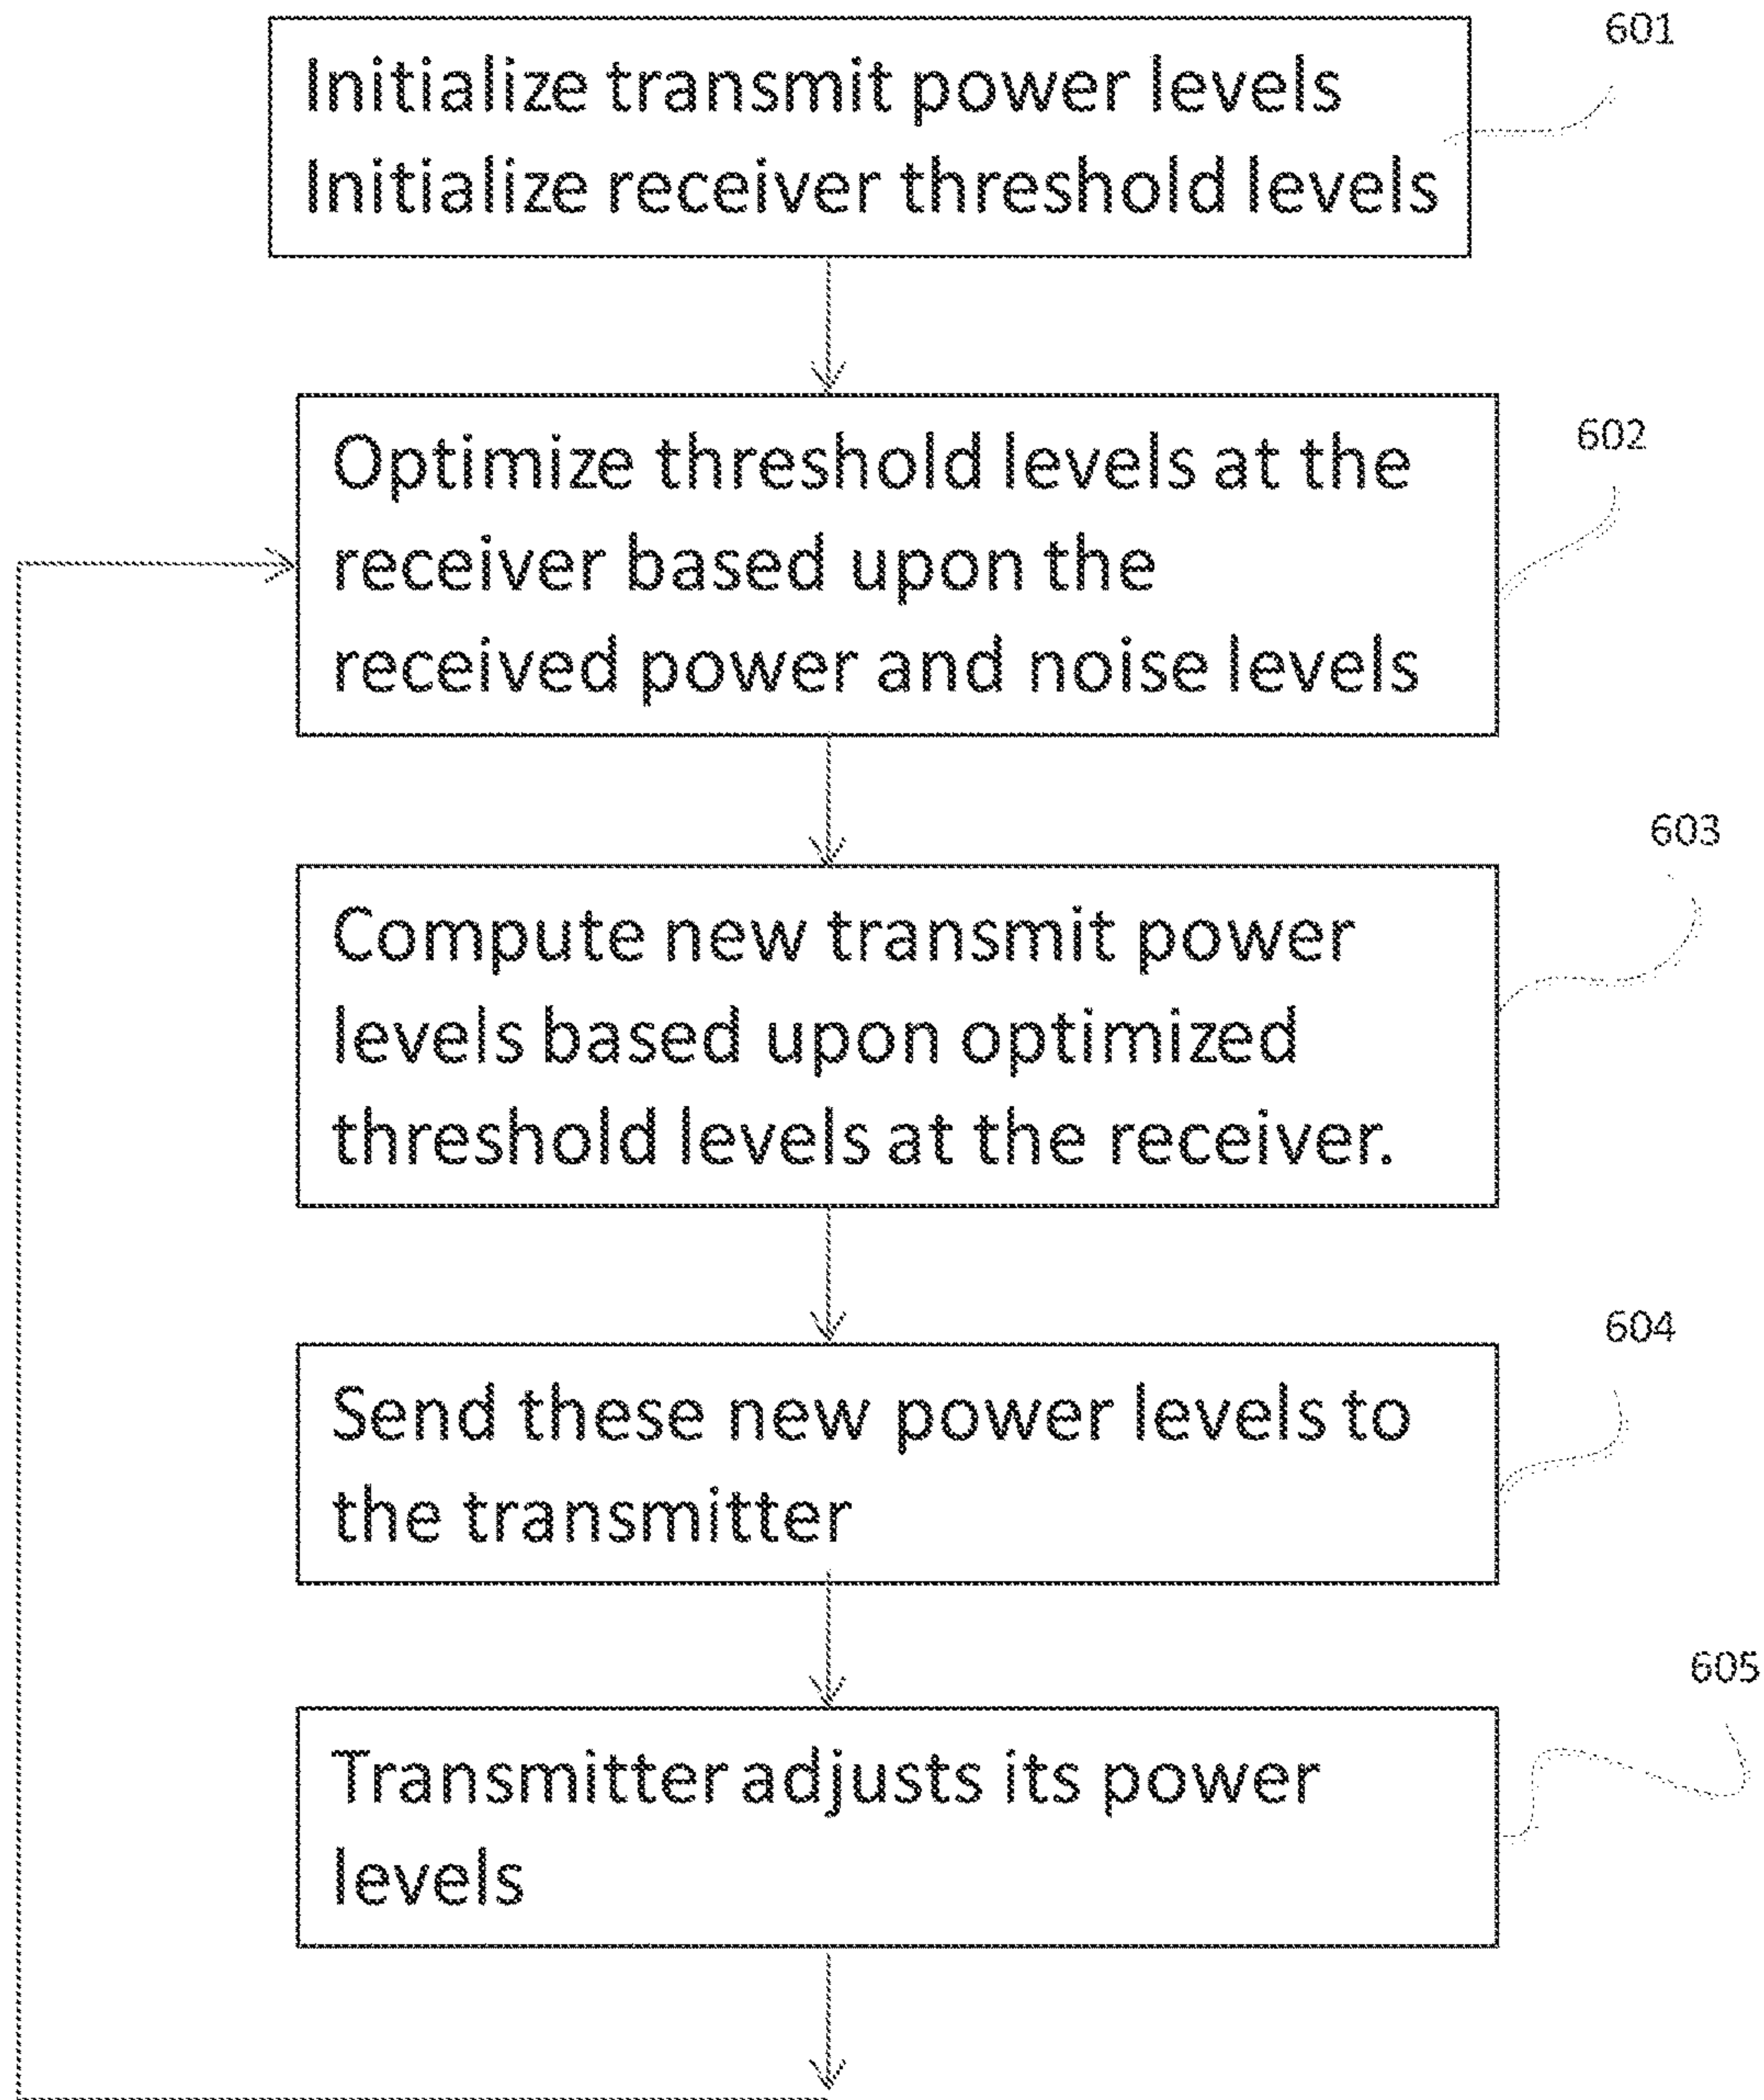 601
Initialize transmit power levels
Initialize receiver threshold levels
602
Optimize threshold levels at the
receiver based upon the
received power and noise levels
603
Compute new transmit power
levels based upon optimized
threshold levels at the receiver.
604
Send these new power levels to
the transmitter
605
Transmitter adjusts its power
levels